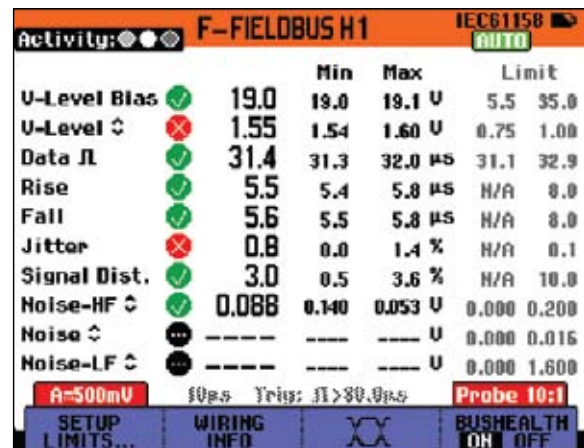 Activity: F-FIELDBUS H1 IEC61158
AUTO
Min Max Limit
V-Level Bias 19.0 19.0 19.1 V 5.5 35.0
V-Level 1.55 1.54 1.60 V 0.75 1.00
Data 31.4 31.3 32.0 µs 31.1 32.9
Rise 5.5 5.4 5.8 µs N/A 8.0
Fall 5.6 5.5 5.8 µs N/A 8.0
Jitter 0.8 0.0 1.4 % N/A 0.1
Signal Dist. 3.0 0.5 3.6 % N/A 10.0
Noise-HF 0.088 0.140 0.053 V 0.000 0.200
Noise ---- ---- ---- V 0.000 0.016
Noise-LF ---- ---- ---- V 0.000 1.600
A=500mV 10µs Trig: >30.0µs Probe 10:1
SETUP LIMITS... WIRING INFO BUSHEALTH ON OFF